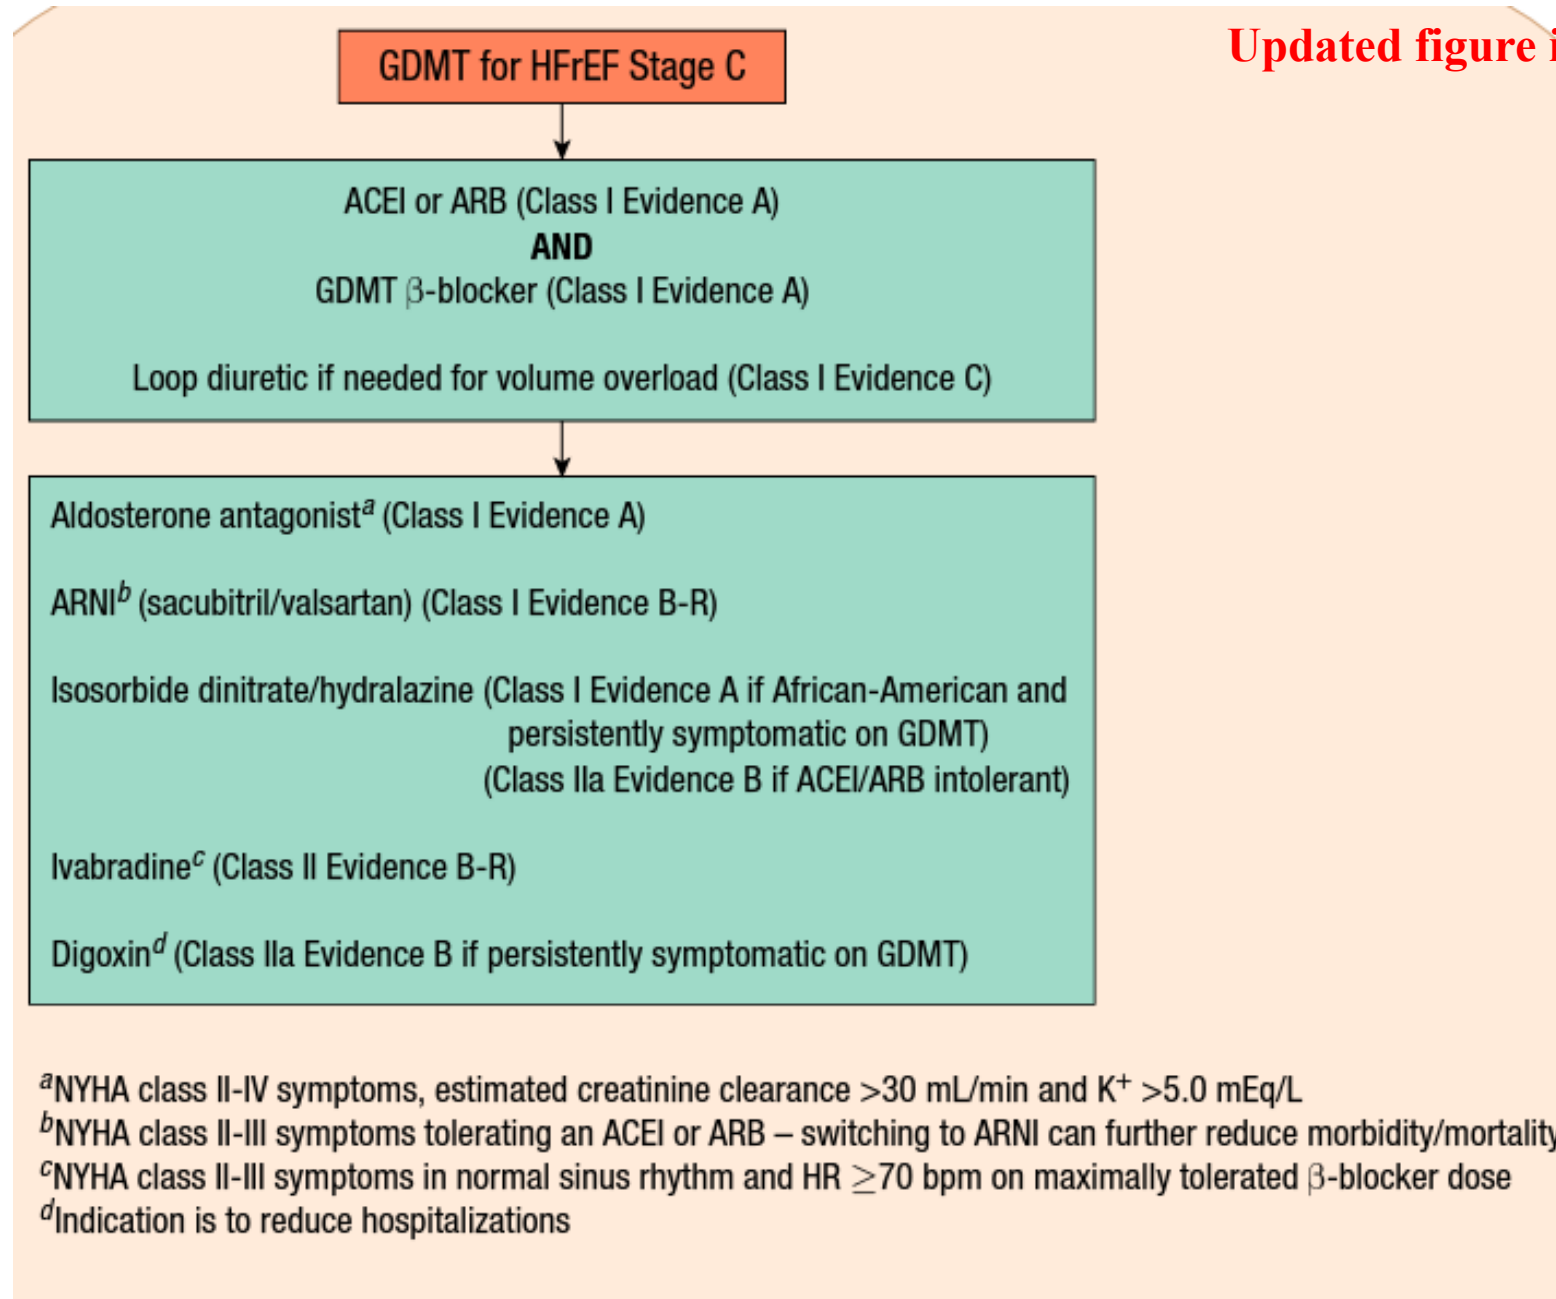 Updated figure i
GDMT for HFrEF Stage C
ACEI or ARB (Class I Evidence A)
AND
GDMT β-blocker (Class I Evidence A)
Loop diuretic if needed for volume overload (Class I Evidence C)
Aldosterone antagonistᵃ (Class I Evidence A)
ARNIᵇ (sacubitril/valsartan) (Class I Evidence B-R)
Isosorbide dinitrate/hydralazine (Class I Evidence A if African-American and
persistently symptomatic on GDMT)
(Class IIa Evidence B if ACEI/ARB intolerant)
Ivabradineᶜ (Class II Evidence B-R)
Digoxinᵈ (Class IIa Evidence B if persistently symptomatic on GDMT)
ᵃNYHA class II-IV symptoms, estimated creatinine clearance >30 mL/min and K⁺ >5.0 mEq/L
ᵇNYHA class II-III symptoms tolerating an ACEI or ARB – switching to ARNI can further reduce morbidity/mortality
ᶜNYHA class II-III symptoms in normal sinus rhythm and HR ≥70 bpm on maximally tolerated β-blocker dose
ᵈIndication is to reduce hospitalizations